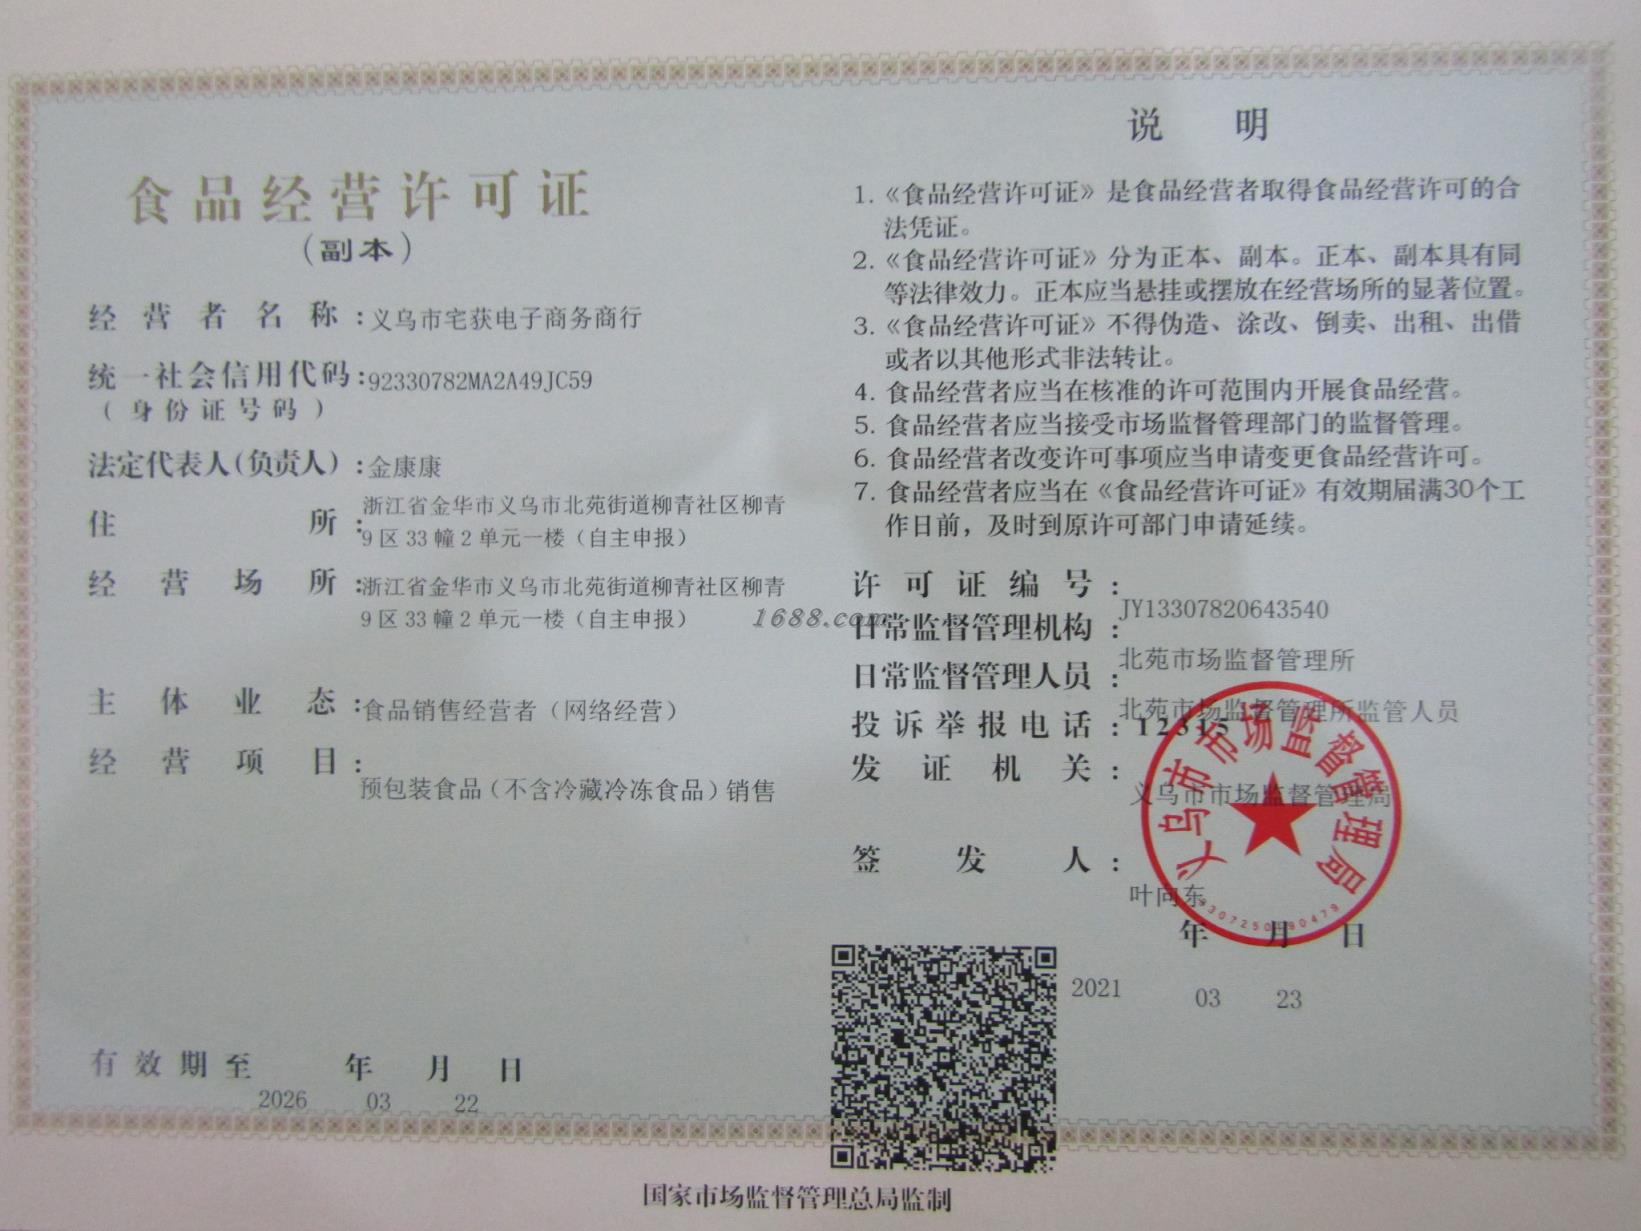 食品经营许可证
（副本）
经营者名称：义乌市宅获电子商务商行
统一社会信用代码：92330782MA2A49JC59
（身份证号码）
法定代表人（负责人）：金康康
住所：浙江省金华市义乌市北苑街道柳青社区柳青
9区33幢2单元一楼（自主申报）
经营场所：浙江省金华市义乌市北苑街道柳青社区柳青
9区33幢2单元一楼（自主申报）
主体业态：食品销售经营者（网络经营）
经营项目：
预包装食品（不含冷藏冷冻食品）销售
有效期至 年 月 日
2026 03 22
说明
1.《食品经营许可证》是食品经营者取得食品经营许可的合
法凭证。
2.《食品经营许可证》分为正本、副本。正本、副本具有同
等法律效力。正本应当悬挂或摆放在经营场所的显著位置。
3.《食品经营许可证》不得伪造、涂改、倒卖、出租、出借
或者以其他形式非法转让。
4. 食品经营者应当在核准的许可范围内开展食品经营。
5. 食品经营者应当接受市场监督管理部门的监督管理。
6. 食品经营者改变许可事项应当申请变更食品经营许可。
7. 食品经营者应当在《食品经营许可证》有效期届满30个工
作日前，及时到原许可部门申请延续。
许可证编号：
JY13307820643540
日常监督管理机构：
北苑市场监督管理所
日常监督管理人员：
北苑市场监督管理所监管人员
投诉举报电话：12315
发证机关：
义乌市市场监督管理局
签发人：
叶向东
年 月 日
2021 03 23
义乌市市场监督管理局
1688.com
国家市场监督管理总局监制